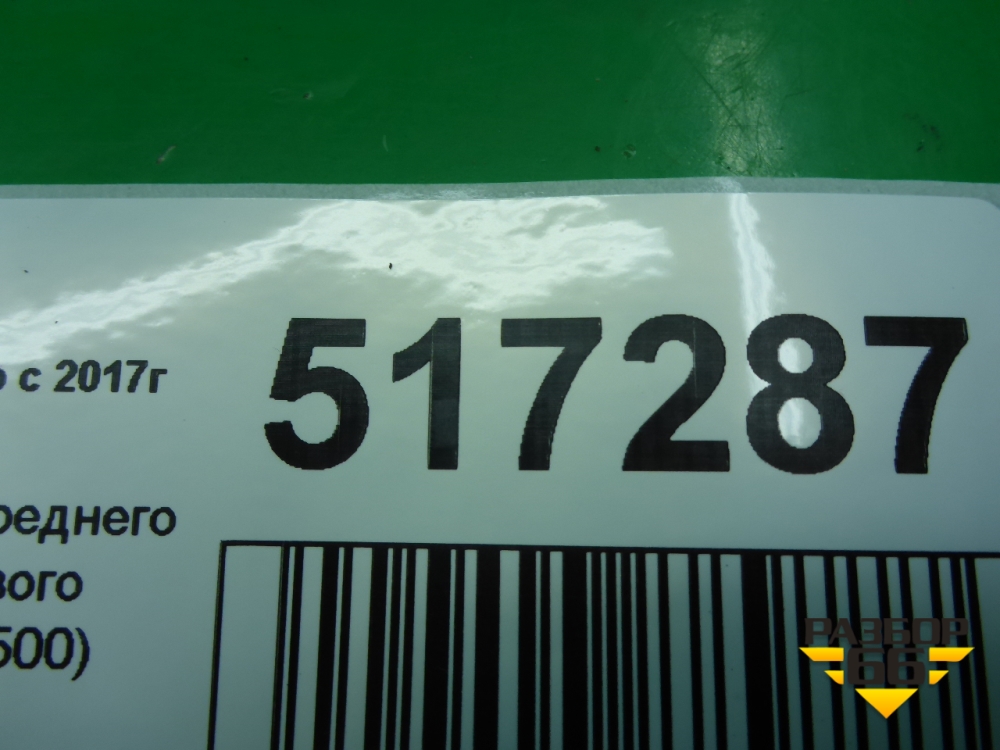 517287
с 2017г
реднего
вого
500)
РАЗБОР
66